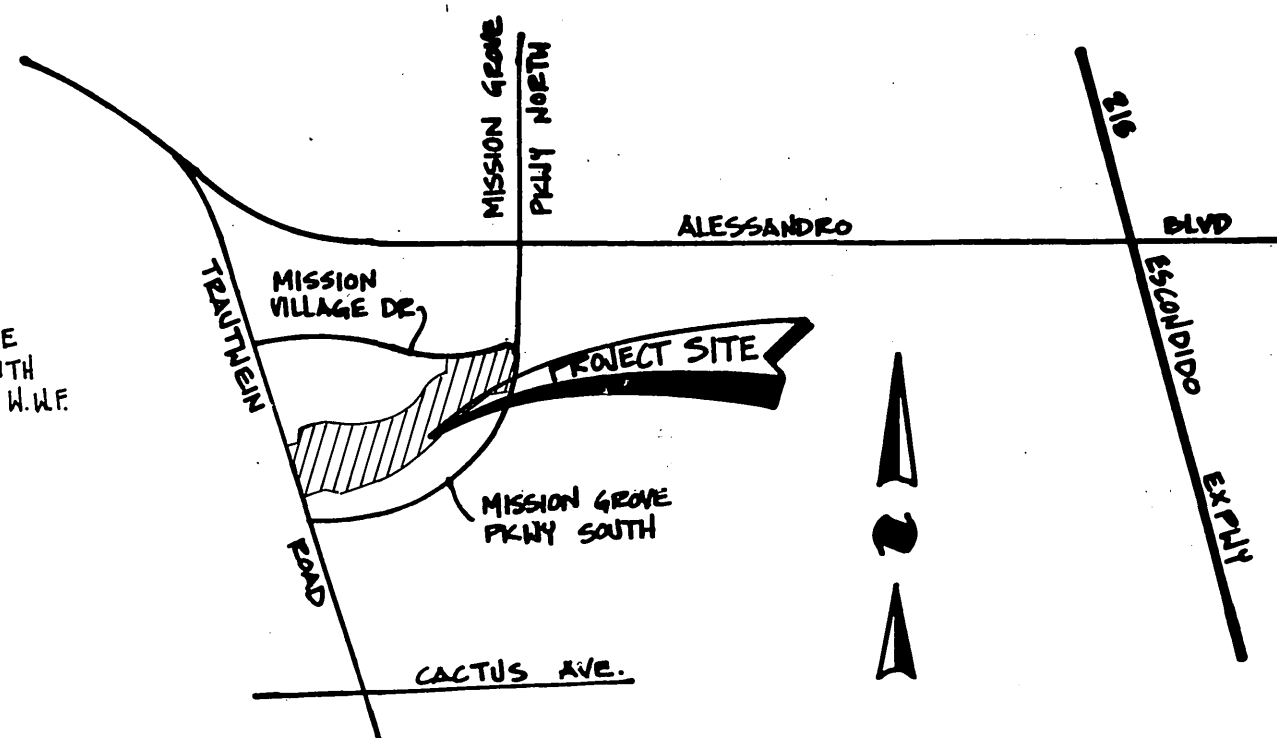 MISSION GROVE
PKWY NORTH
215
ALESSANDRO
BLVD
TRAUTWEIN
MISSION
VILLAGE DR.
ESCONDIDO
E
ITH
W.W.F.
PROJECT SITE
MISSION GROVE
PKWY SOUTH
EXPWY
ROAD
CACTUS AVE.